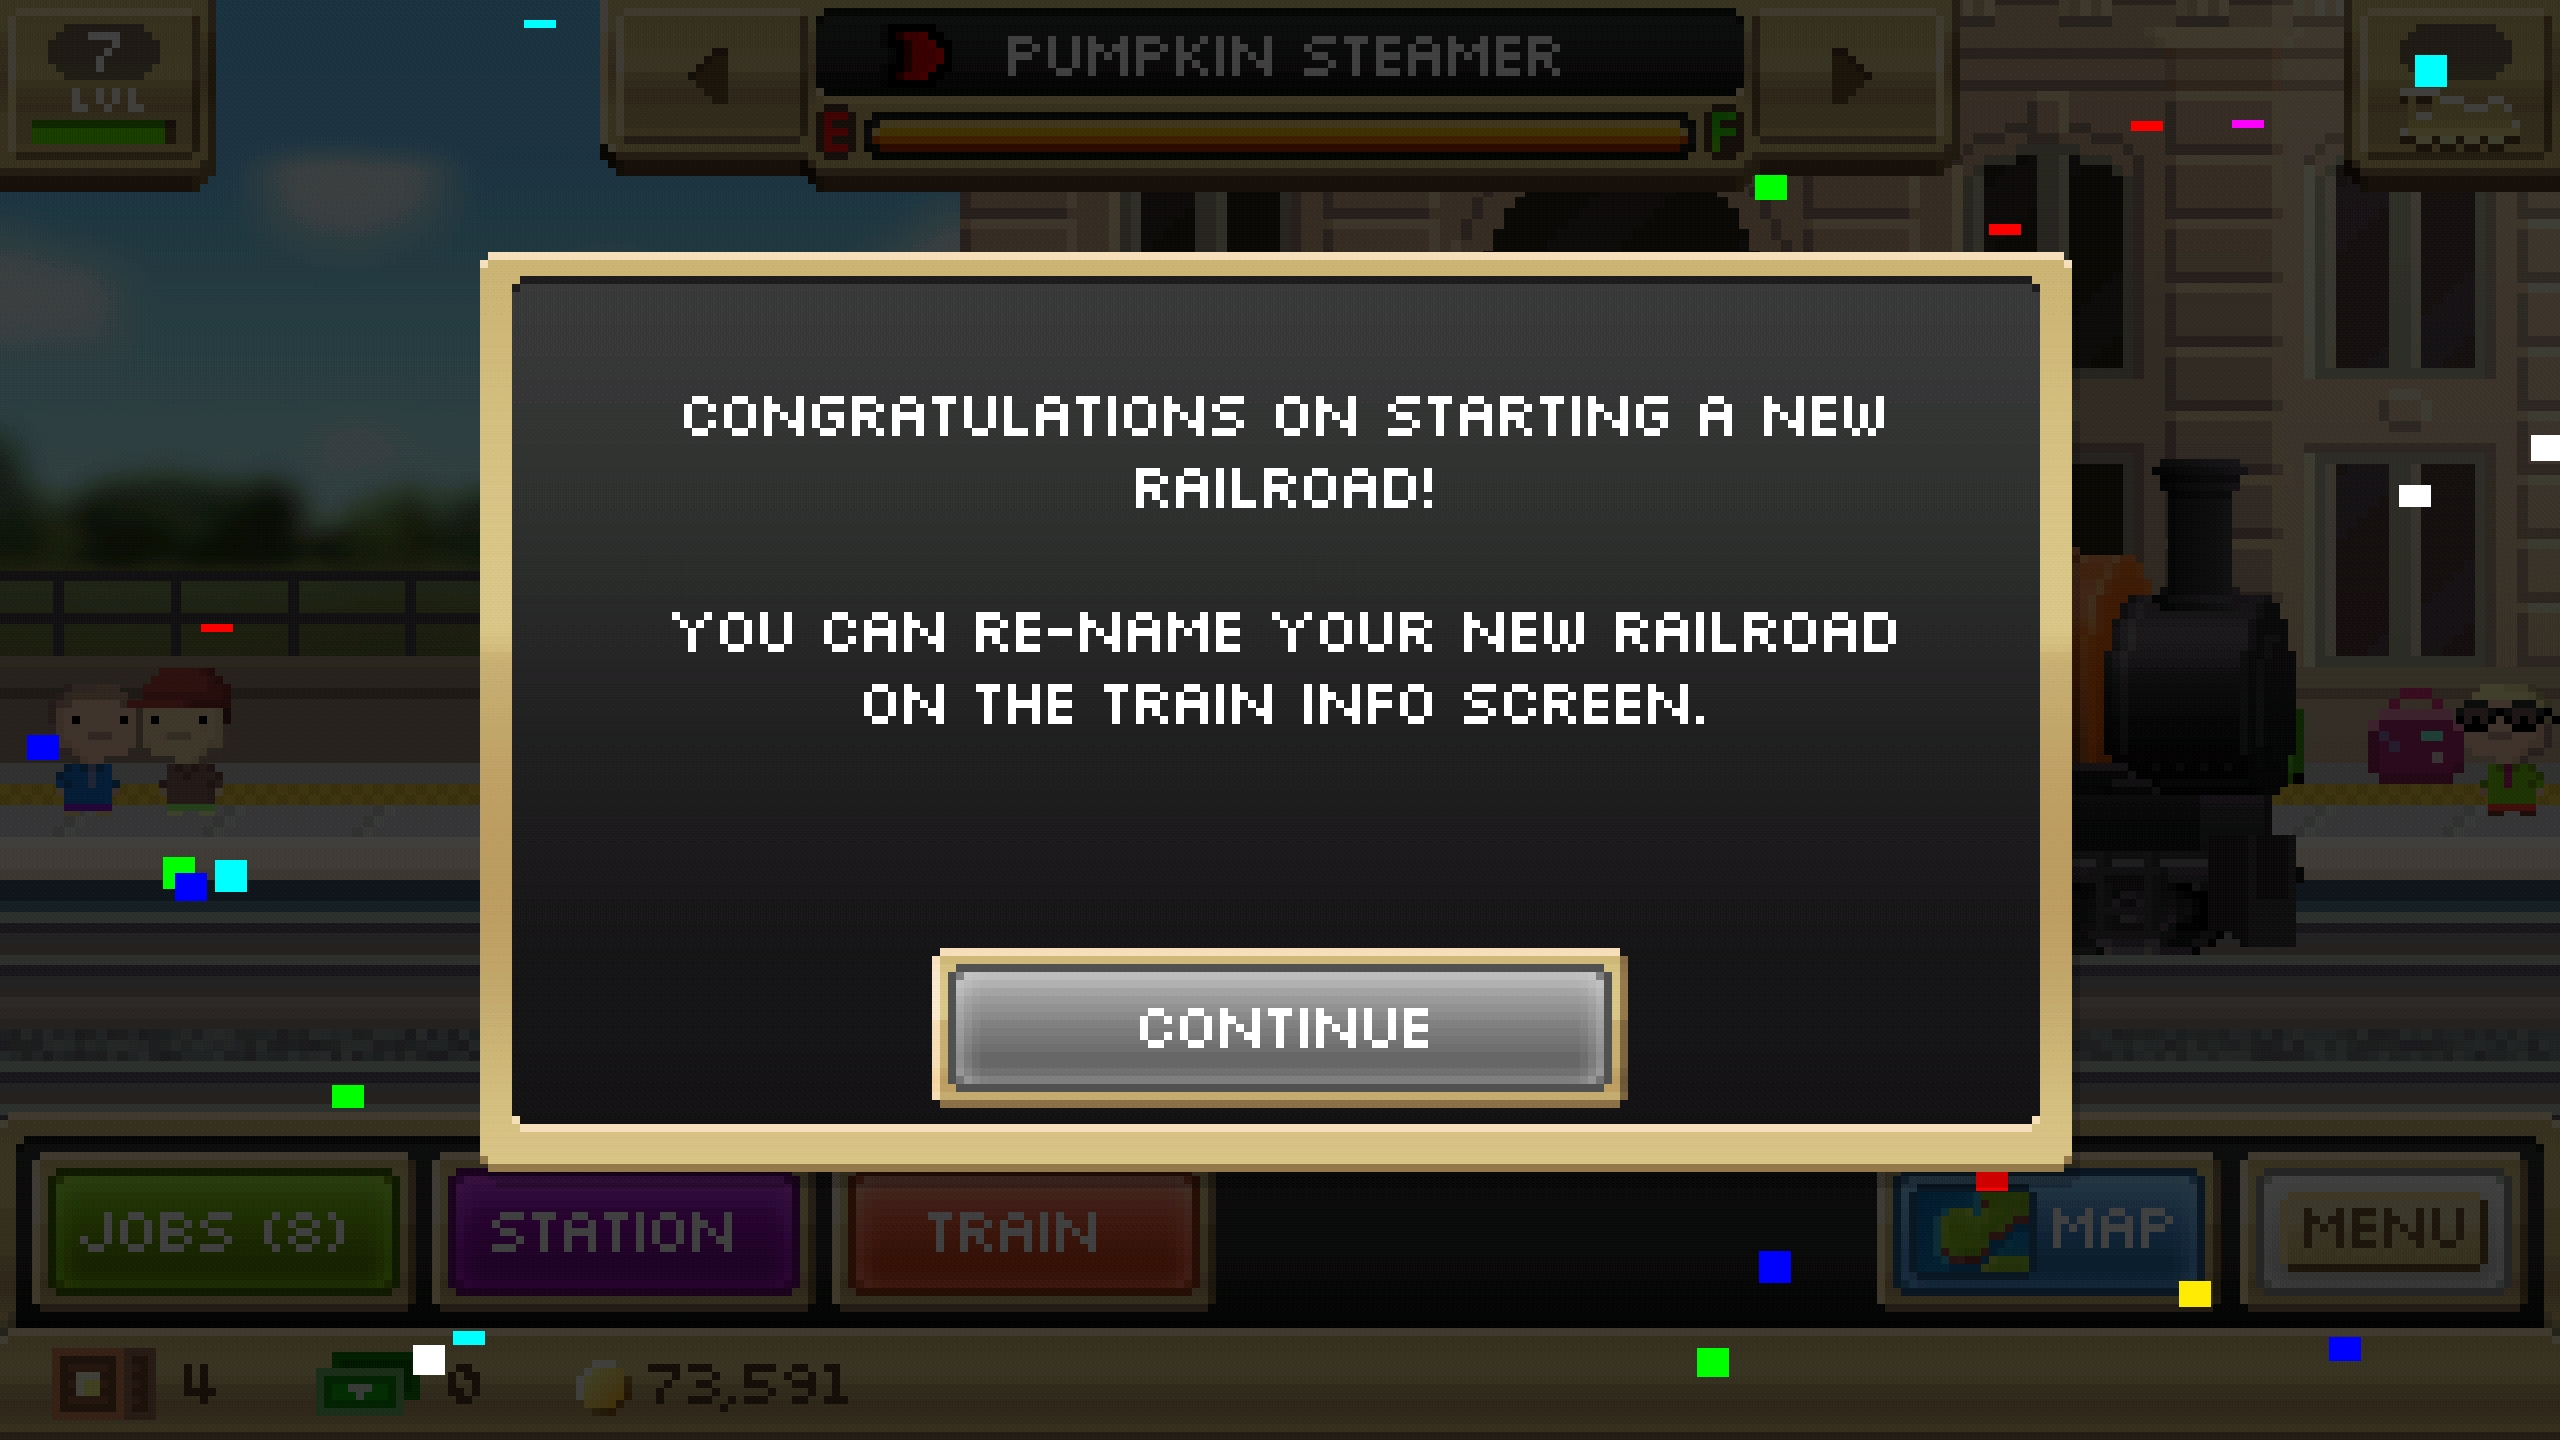 7
LVL
PUMPKIN STEAMER
E F
CONGRATULATIONS ON STARTING A NEW
RAILROAD!
YOU CAN RE-NAME YOUR NEW RAILROAD
ON THE TRAIN INFO SCREEN.
CONTINUE
JOBS (8) STATION TRAIN MAP MENU
4 0 73,591